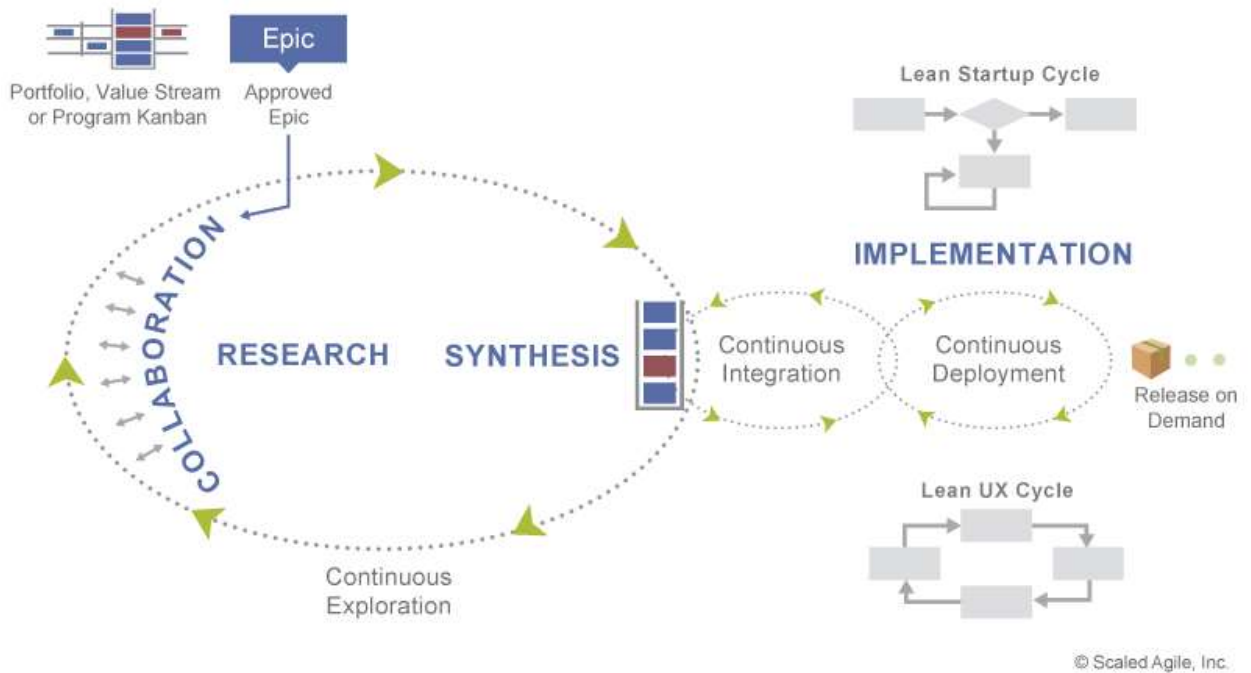 Epic
Portfolio, Value Stream
or Program Kanban
Approved
Epic
Lean Startup Cycle
COLLABORATION
RESEARCH
SYNTHESIS
IMPLEMENTATION
Continuous
Integration
Continuous
Deployment
Release on
Demand
Lean UX Cycle
Continuous
Exploration
© Scaled Agile, Inc.